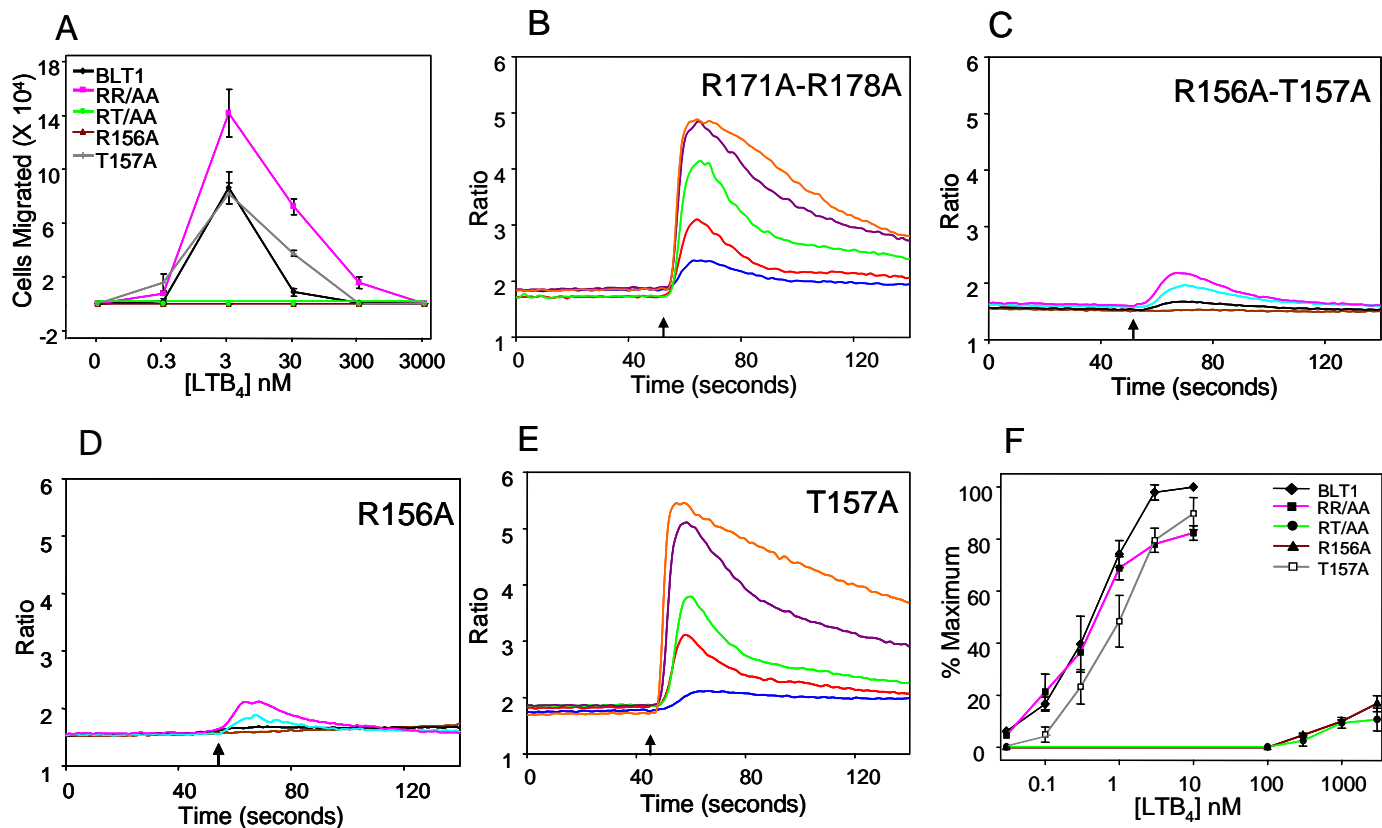 A
Cells Migrated (X 10⁴)
18
14
10
6
2
-2
BLT1
RR/AA
RT/AA
R156A
T157A
0 0.3 3 30 300 3000
[LTB₄] nM
B
R171A-R178A
Ratio
6
5
4
3
2
1
0 40 80 120
Time (seconds)
C
R156A-T157A
Ratio
6
5
4
3
2
1
0 40 80 120
Time (seconds)
D
R156A
Ratio
6
5
4
3
2
1
0 40 80 120
Time (seconds)
E
T157A
Ratio
6
5
4
3
2
1
0 40 80 120
Time (seconds)
F
% Maximum
100
80
60
40
20
0
BLT1
RR/AA
RT/AA
R156A
T157A
0.1 1 10 100 1000
[LTB₄] nM